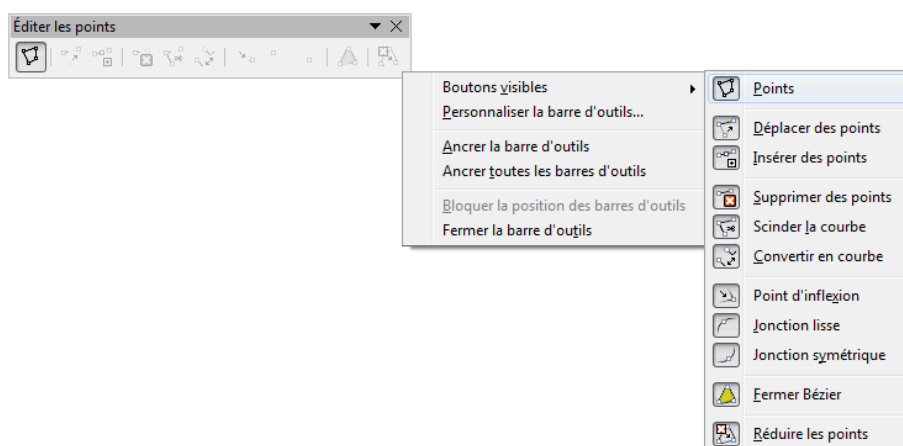 Éditer les points
Boutons visibles
Personnaliser la barre d'outils...
Ancrer la barre d'outils
Ancrer toutes les barres d'outils
Bloquer la position des barres d'outils
Fermer la barre d'outils
Points
Déplacer des points
Insérer des points
Supprimer des points
Scinder la courbe
Convertir en courbe
Point d'inflexion
Jonction lisse
Jonction symétrique
Fermer Bézier
Réduire les points